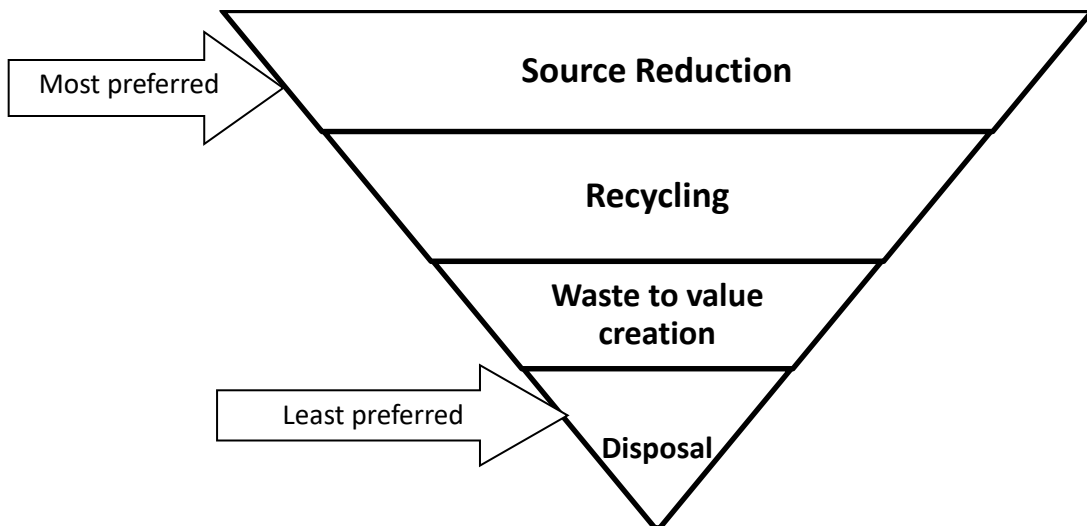 Source Reduction
Most preferred
Recycling
Waste to value
creation
Least preferred
Disposal